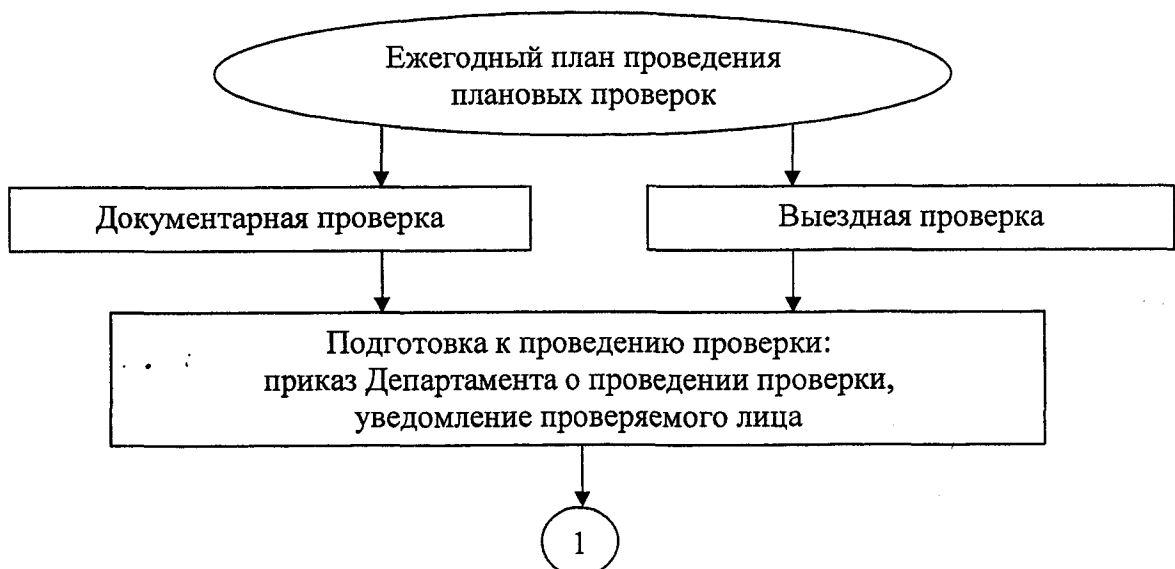 Ежегодный план проведения
плановых проверок
Документарная проверка
Выездная проверка
Подготовка к проведению проверки:
приказ Департамента о проведении проверки,
уведомление проверяемого лица
1